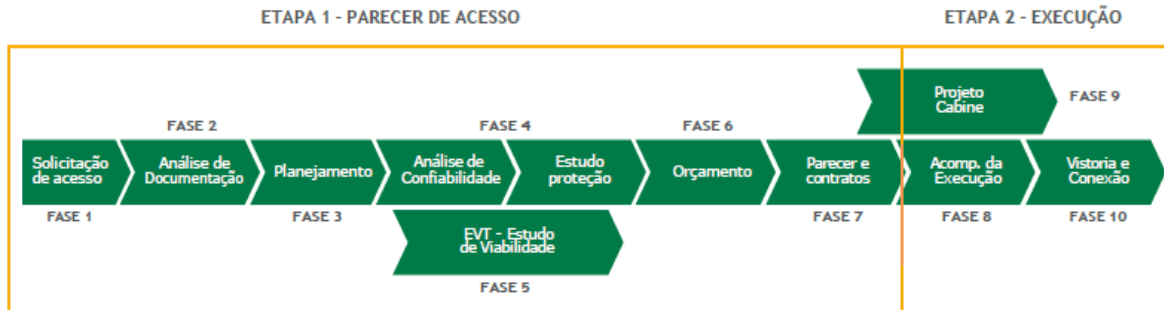 ETAPA 1 - PARECER DE ACESSO
ETAPA 2 - EXECUÇÃO
Projeto
Cabine
FASE 9
FASE 2
FASE 4
FASE 6
Solicitação
de acesso
Análise de
Documentação
Planejamento
Análise de
Confiabilidade
Estudo
proteção
Orçamento
Parecer e
contratos
Acomp. da
Execução
Vistoria e
Conexão
FASE 1
FASE 3
FASE 7
FASE 8
FASE 10
EVT - Estudo
de Viabilidade
FASE 5